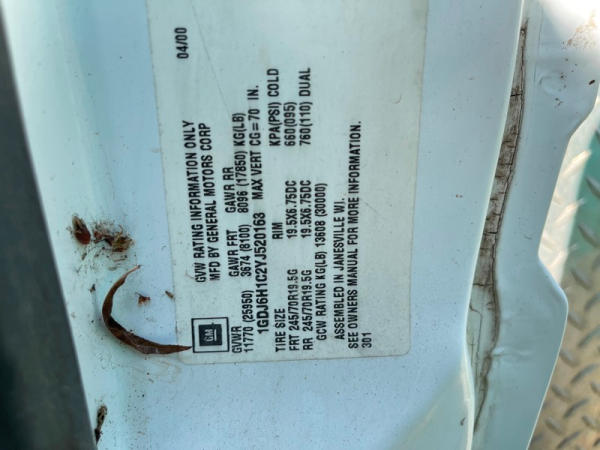 04/00
GVW RATING INFORMATION ONLY
MFD BY GENERAL MOTORS CORP
GM
GVWR GAWR FRT GAWR RR
11770 (25950) 3674 (8100) 8096 (17850) KG(LB)
1GDJ6H1C2YJ520163 MAX VERT CG=70 IN.
TIRE SIZE RIM KPA(PSI) COLD
FRT 245/70R19.5G 19.5X6.75DC 660(095)
RR 245/70R19.5G 19.5X6.75DC 760(110) DUAL
GCW RATING KG(LB) 13608 (30000)
ASSEMBLED IN JANESVILLE WI.
SEE OWNERS MANUAL FOR MORE INFORMATION.
301